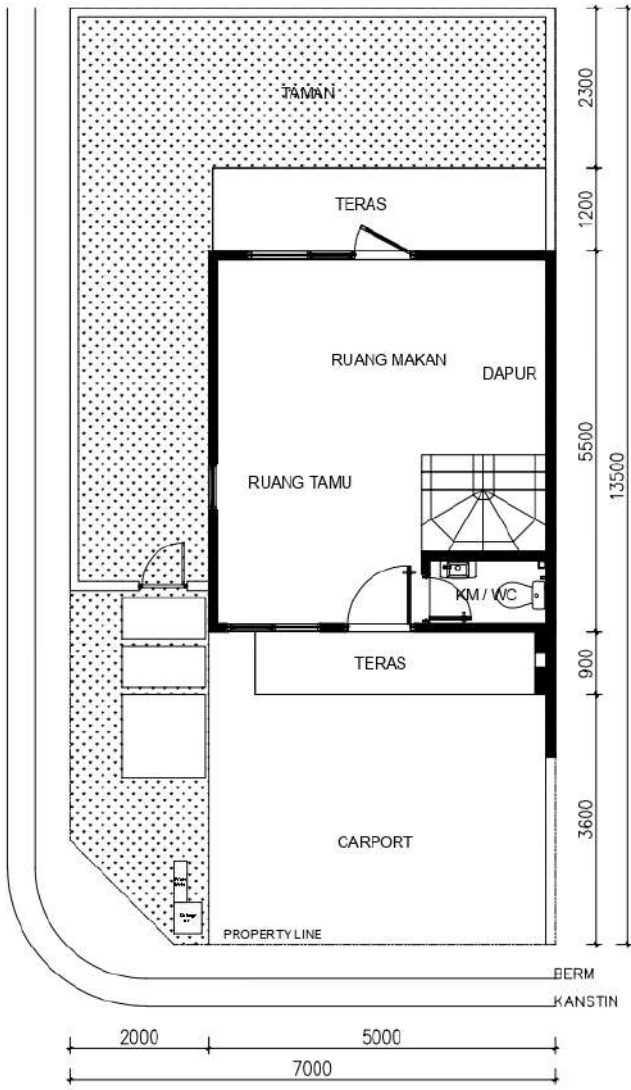 TAMAN
2300
TERAS
1200
RUANG MAKAN
DAPUR
5500
13500
RUANG TAMU
KM / WC
TERAS
900
CARPORT
3600
PROPERTY LINE
BERM
KANSTIN
2000
5000
7000